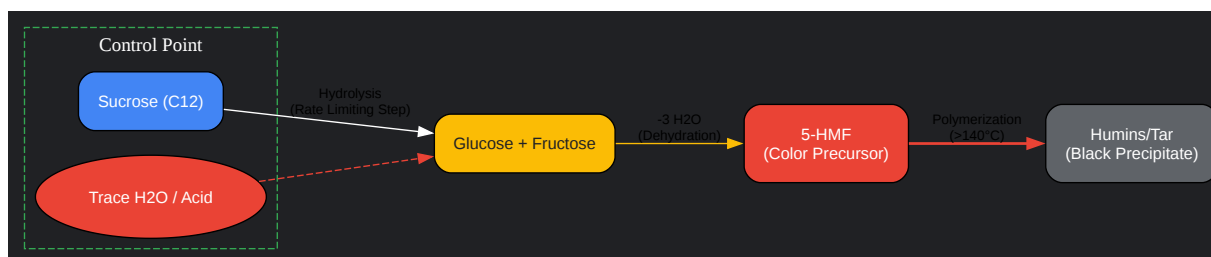 Control Point
Sucrose (C12)
Trace H2O / Acid
Hydrolysis
(Rate Limiting Step)
Glucose + Fructose
-3 H2O
(Dehydration)
5-HMF
(Color Precursor)
Polymerization
(>140°C)
Humins/Tar
(Black Precipitate)